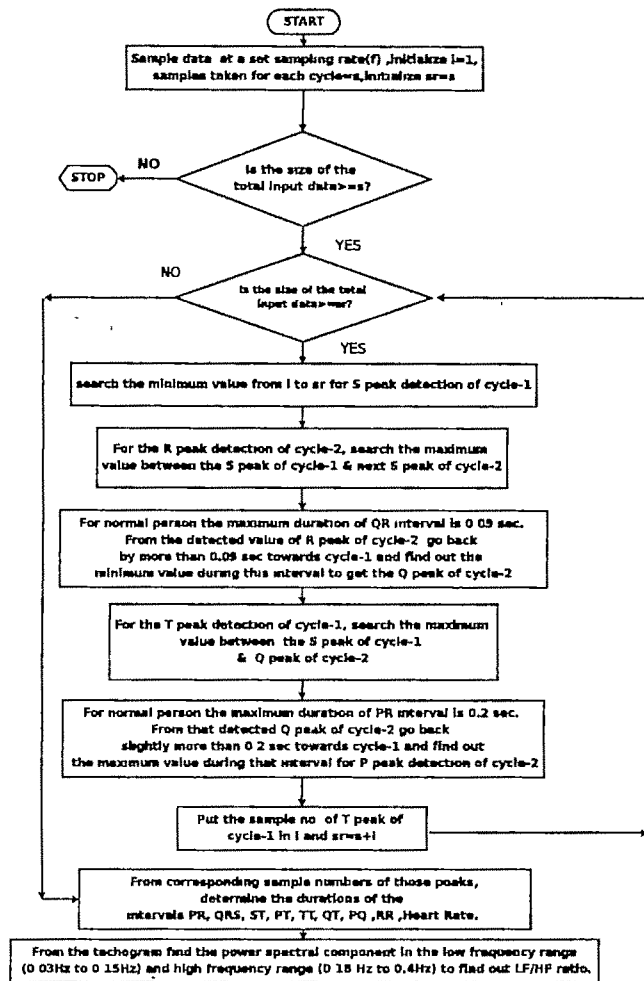 START
Sample data at a set sampling rate(f) ,initialize i=1,
samples taken for each cycle=s,initialize sr=s
Is the size of the
total input data>=s?
NO
STOP
YES
Is the size of the total
input data>=sr?
NO
YES
search the minimum value from i to sr for S peak detection of cycle-1
For the R peak detection of cycle-2, search the maximum
value between the S peak of cycle-1 & next S peak of cycle-2
For normal person the maximum duration of QR interval is 0 09 sec.
From the detected value of R peak of cycle-2 go back
by more than 0.09 sec towards cycle-1 and find out the
minimum value during this interval to get the Q peak of cycle-2
For the T peak detection of cycle-1, search the maximum
value between the S peak of cycle-1
& Q peak of cycle-2
For normal person the maximum duration of PR interval is 0.2 sec.
From that detected Q peak of cycle-2 go back
slightly more than 0 2 sec towards cycle-1 and find out
the maximum value during that interval for P peak detection of cycle-2
Put the sample no of T peak of
cycle-1 in i and sr=s+i
From corresponding sample numbers of those peaks,
determine the durations of the
intervals PR, QRS, ST, PT, TT, QT, PQ ,RR ,Heart Rate.
From the tachogram find the power spectral component in the low frequency range
(0 03Hz to 0 15Hz) and high frequency range (0 18 Hz to 0.4Hz) to find out LF/HF ratio.